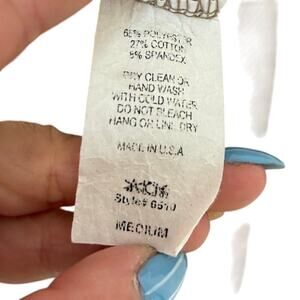 65% POLYESTER
27% COTTON
8% SPANDEX
DRY CLEAN OR
HAND WASH
WITH COLD WATER
DO NOT BLEACH
HANG OR LINE DRY
MADE IN U.S.A
Style# 6510
MEDIUM